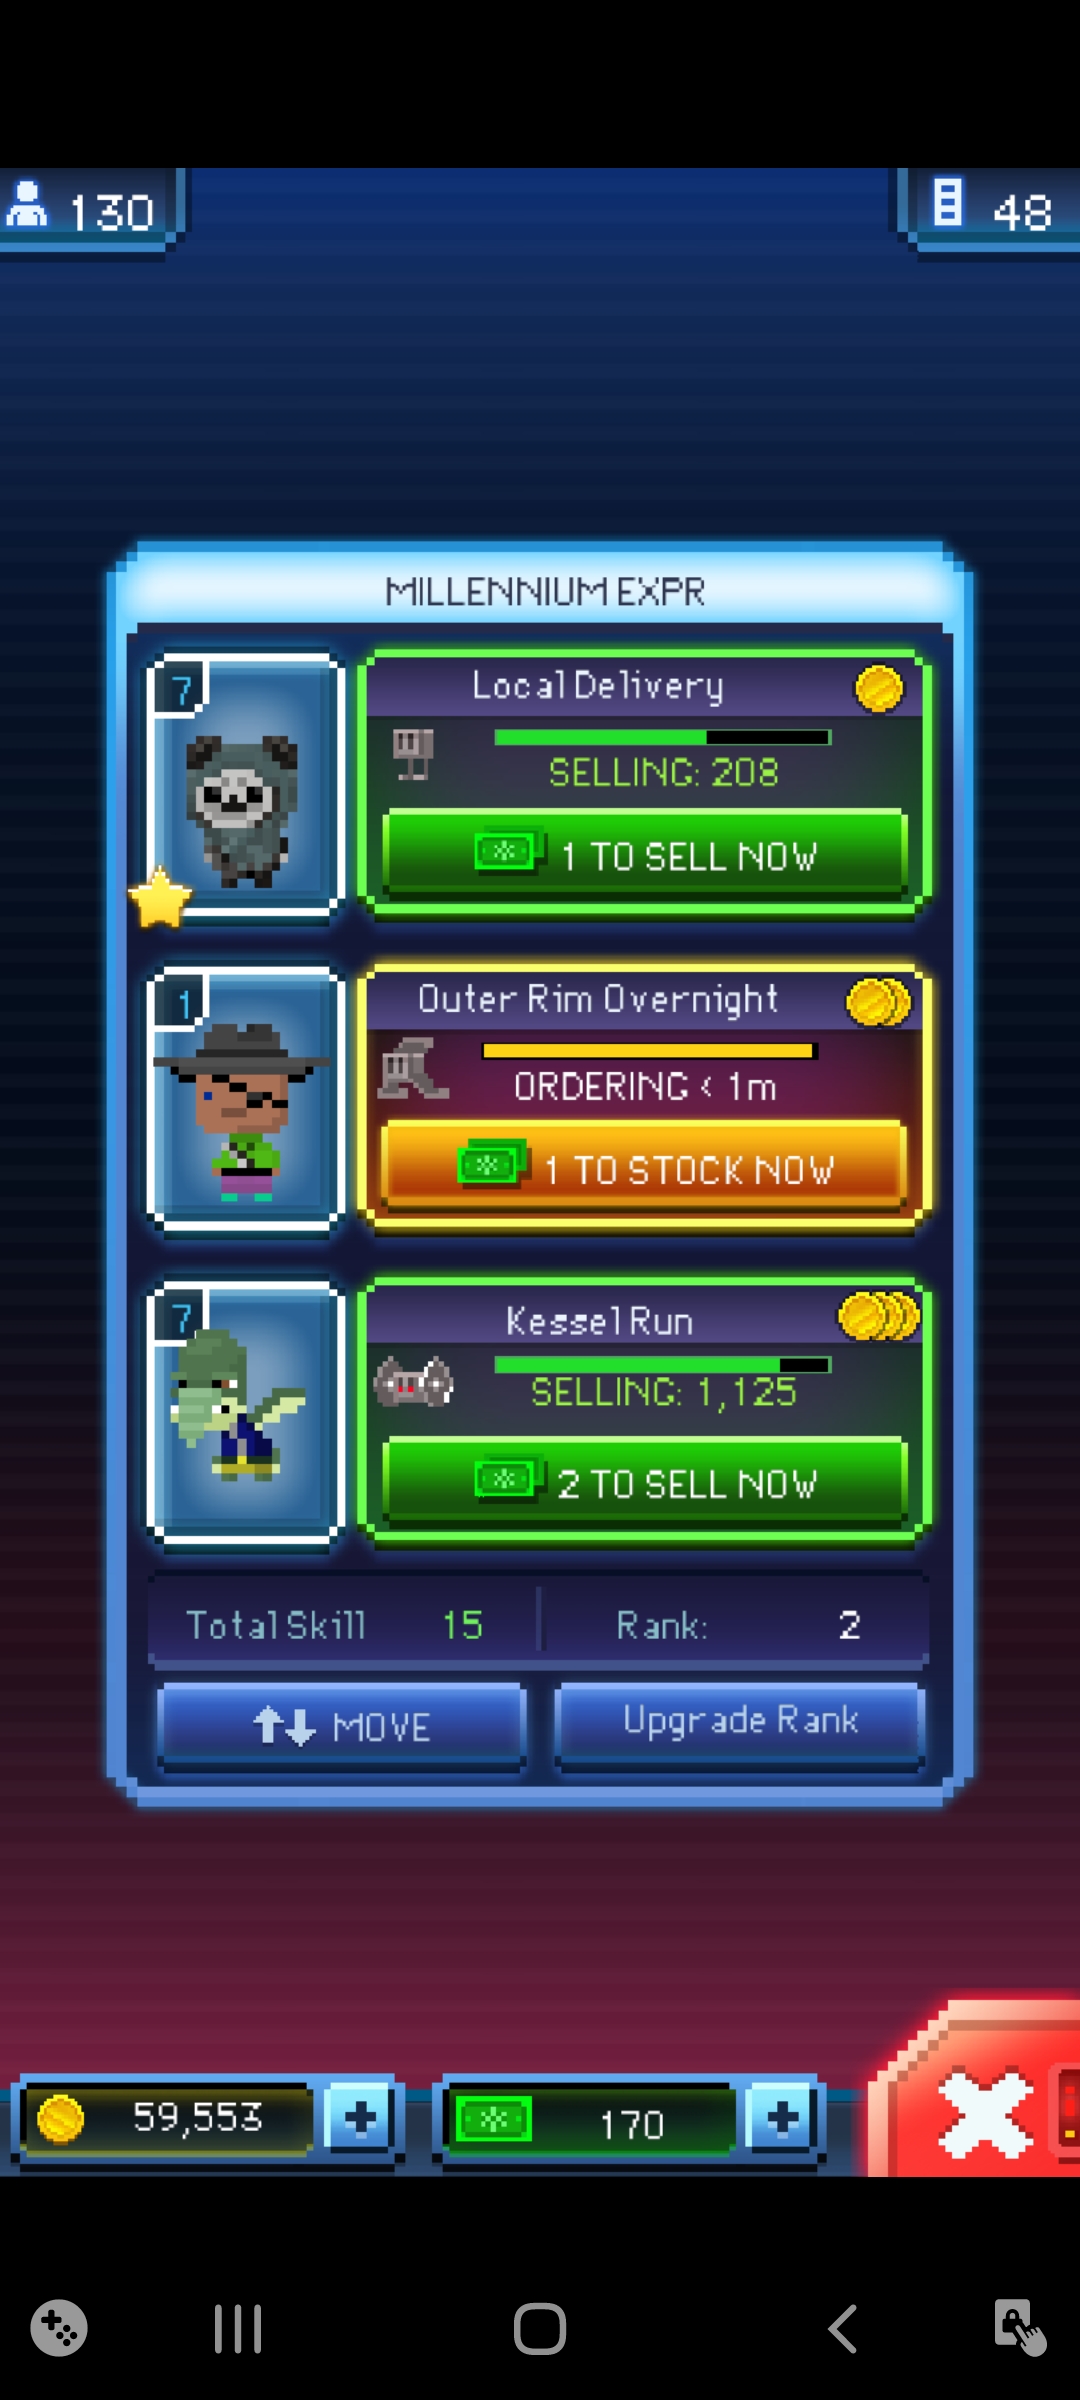 130
48
MILLENNIUM EXPR
7
Local Delivery
SELLING: 208
1 TO SELL NOW
1
Outer Rim Overnight
ORDERING < 1m
1 TO STOCK NOW
7
Kessel Run
SELLING: 1,125
2 TO SELL NOW
Total Skill 15 Rank: 2
MOVE Upgrade Rank
59,553 + 170 +